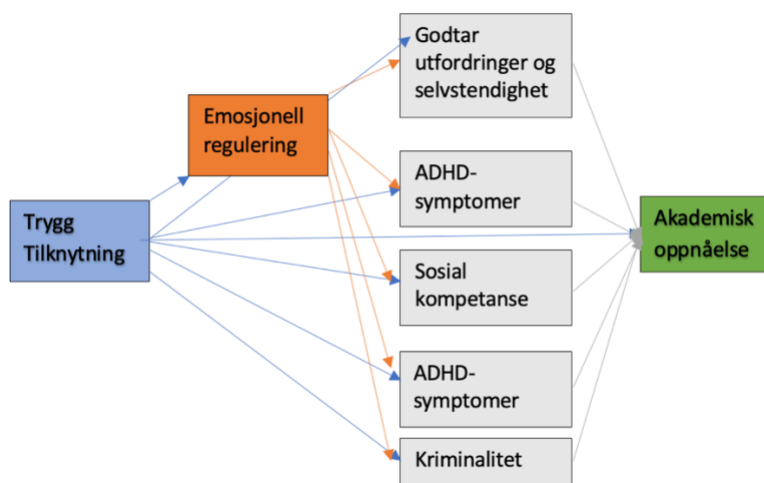 Godtar
utfordringer og
selvstendighet
Emosjonell
regulering
ADHD-
symptomer
Trygg
Tilknytning
Akademisk
oppnåelse
Sosial
kompetanse
ADHD-
symptomer
Kriminalitet